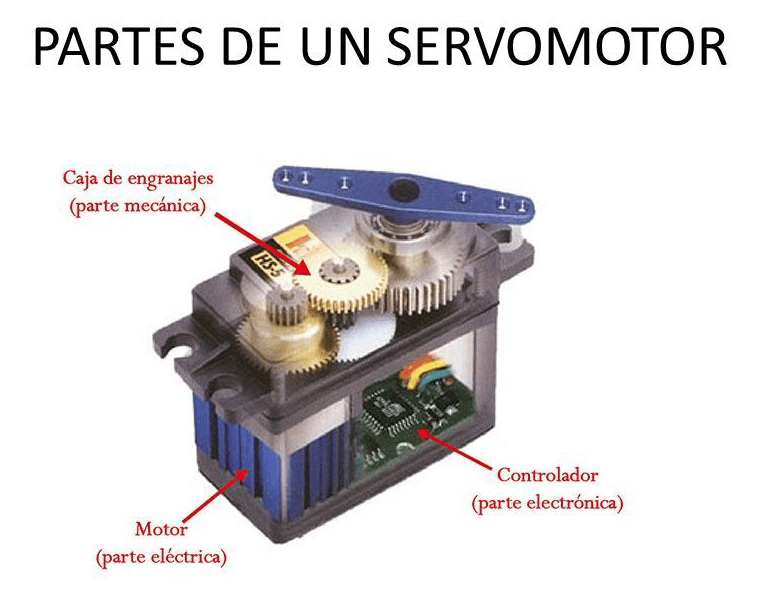 PARTES DE UN SERVOMOTOR
Caja de engranajes
(parte mecánica)
HS-5
Controlador
(parte electrónica)
Motor
(parte eléctrica)